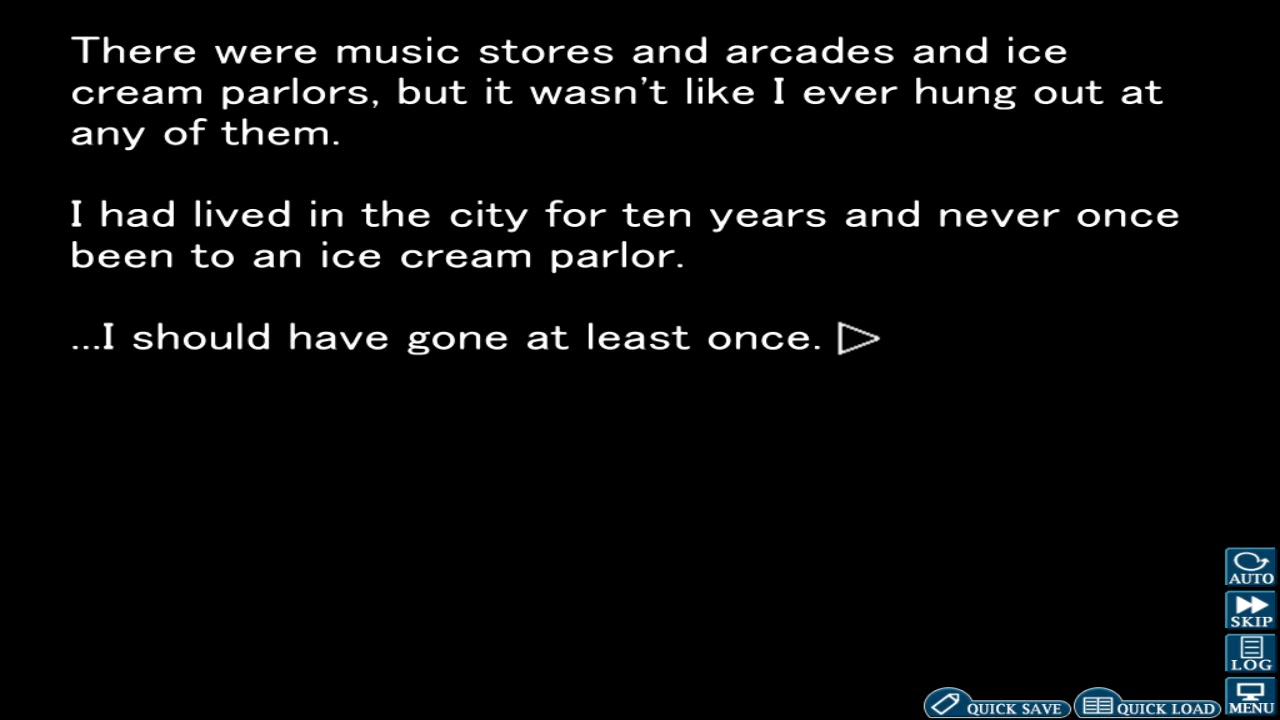 There were music stores and arcades and ice
cream parlors, but it wasn't like I ever hung out at
any of them.
I had lived in the city for ten years and never once
been to an ice cream parlor.
...I should have gone at least once.
AUTO
SKIP
LOG
QUICK SAVE
QUICK LOAD
MENU